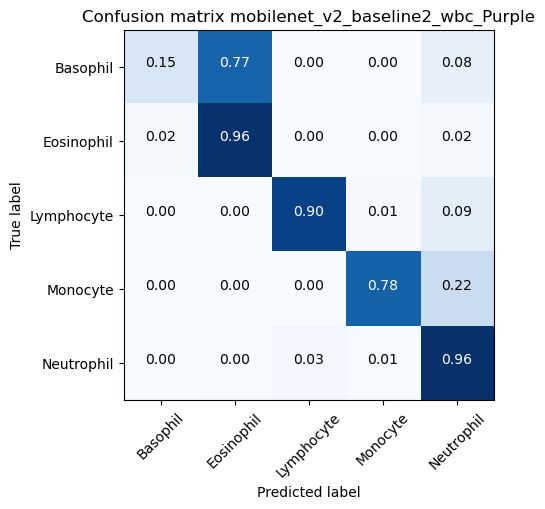 Confusion matrix mobilenet_v2_baseline2_wbc_Purple
True label
Basophil 0.15 0.77 0.00 0.00 0.08
Eosinophil 0.02 0.96 0.00 0.00 0.02
Lymphocyte 0.00 0.00 0.90 0.01 0.09
Monocyte 0.00 0.00 0.00 0.78 0.22
Neutrophil 0.00 0.00 0.03 0.01 0.96
Basophil Eosinophil Lymphocyte Monocyte Neutrophil
Predicted label